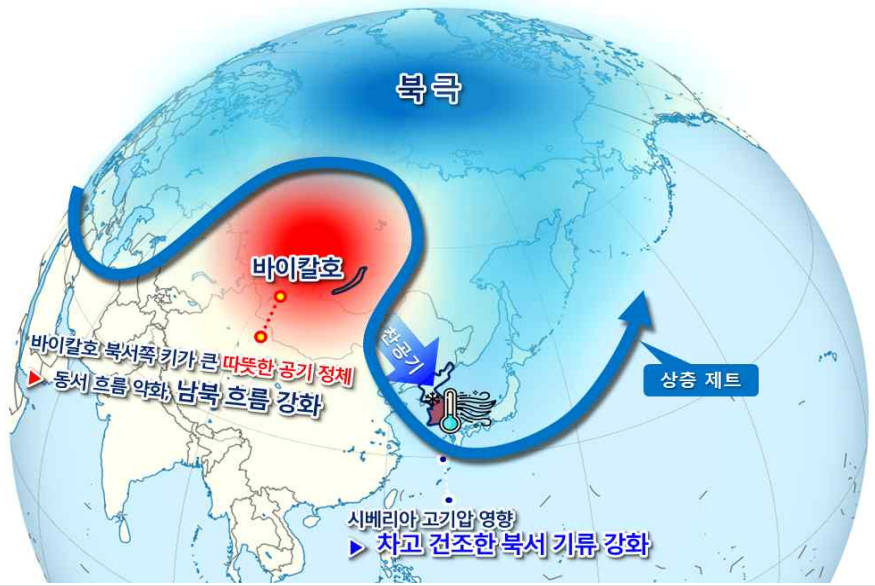 북극
바이칼호
찬공기
바이칼호 북서쪽 키가 큰 따뜻한 공기 정체
▶ 동서 흐름 약화, 남북 흐름 강화
상층 제트
시베리아 고기압 영향
▶ 차고 건조한 북서 기류 강화